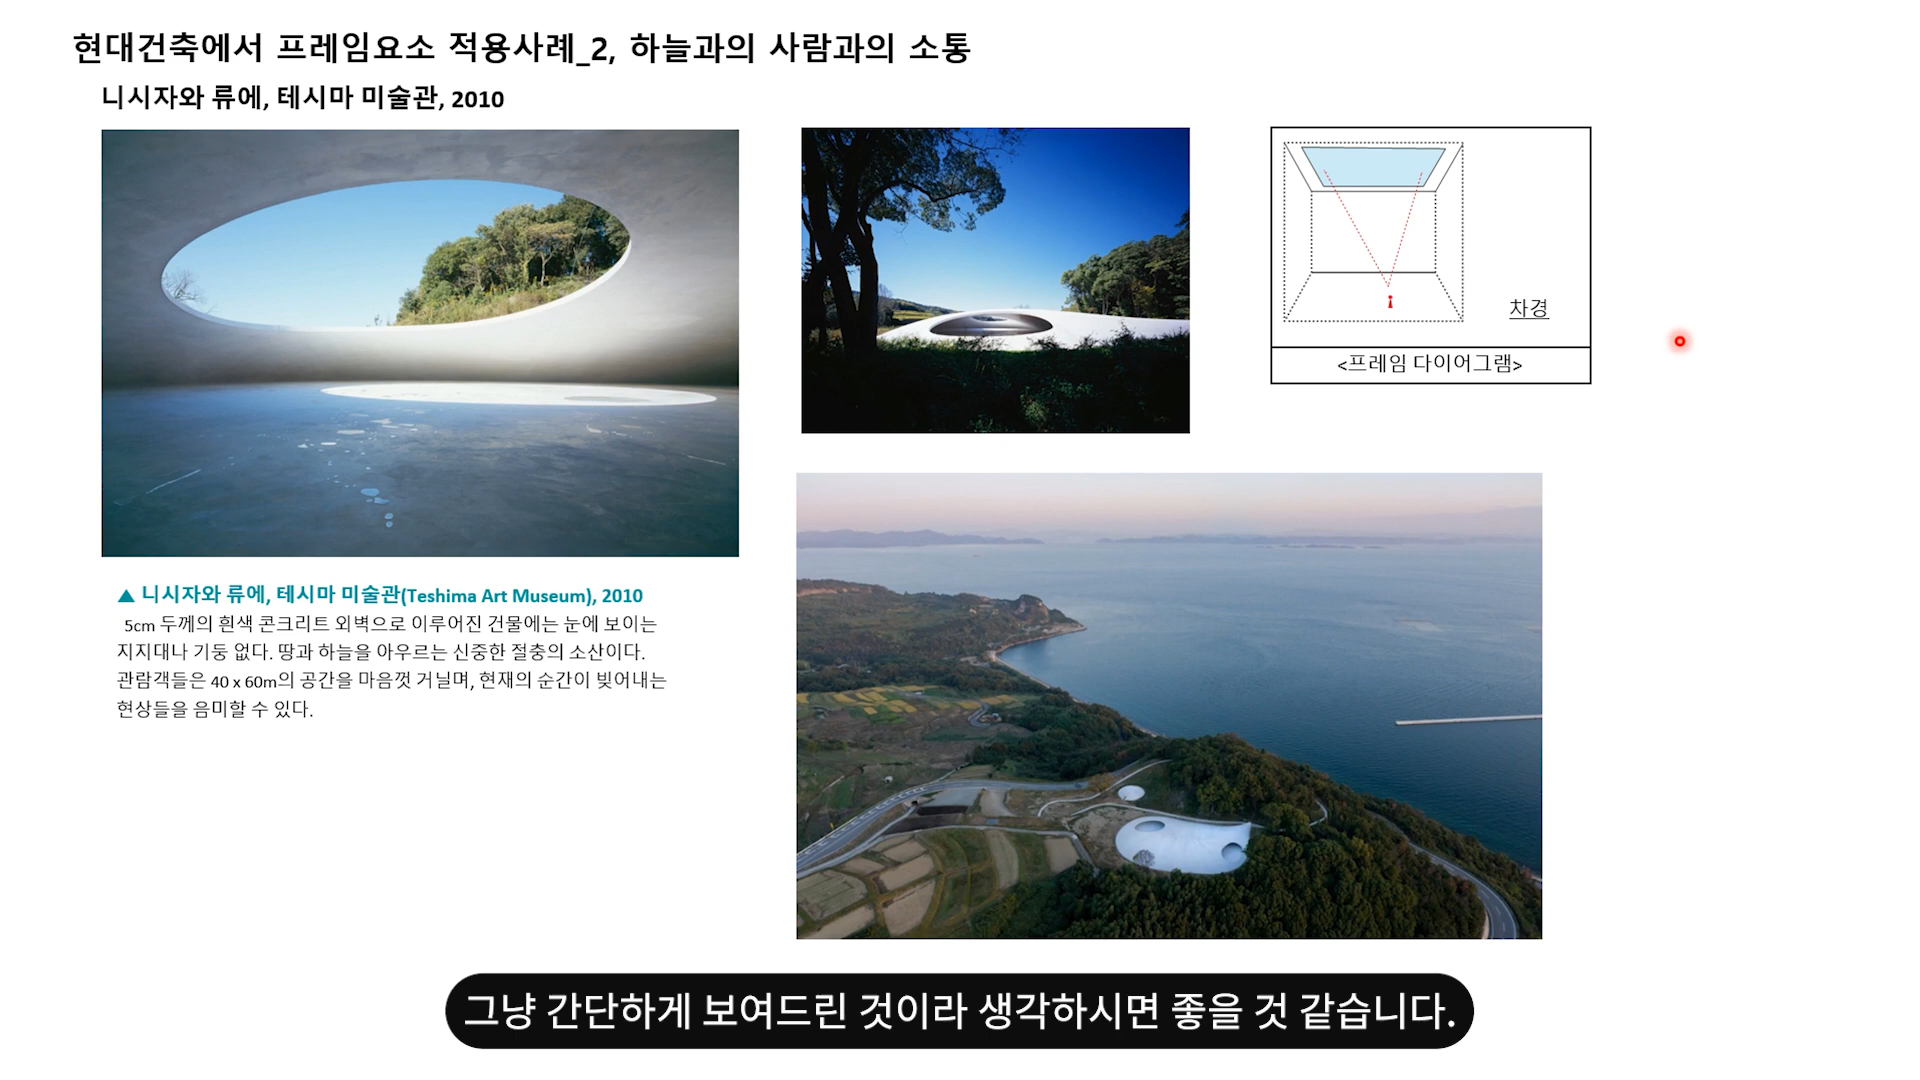 현대건축에서 프레임요소 적용사례_2, 하늘과의 사람과의 소통
니시자와 류에, 테시마 미술관, 2010
차경
<프레임 다이어그램>
▲ 니시자와 류에, 테시마 미술관(Teshima Art Museum), 2010
5cm 두께의 흰색 콘크리트 외벽으로 이루어진 건물에는 눈에 보이는
지지대나 기둥 없다. 땅과 하늘을 아우르는 신중한 절충의 소산이다.
관람객들은 40 x 60m의 공간을 마음껏 거닐며, 현재의 순간이 빚어내는
현상들을 음미할 수 있다.
그냥 간단하게 보여드린 것이라 생각하시면 좋을 것 같습니다.